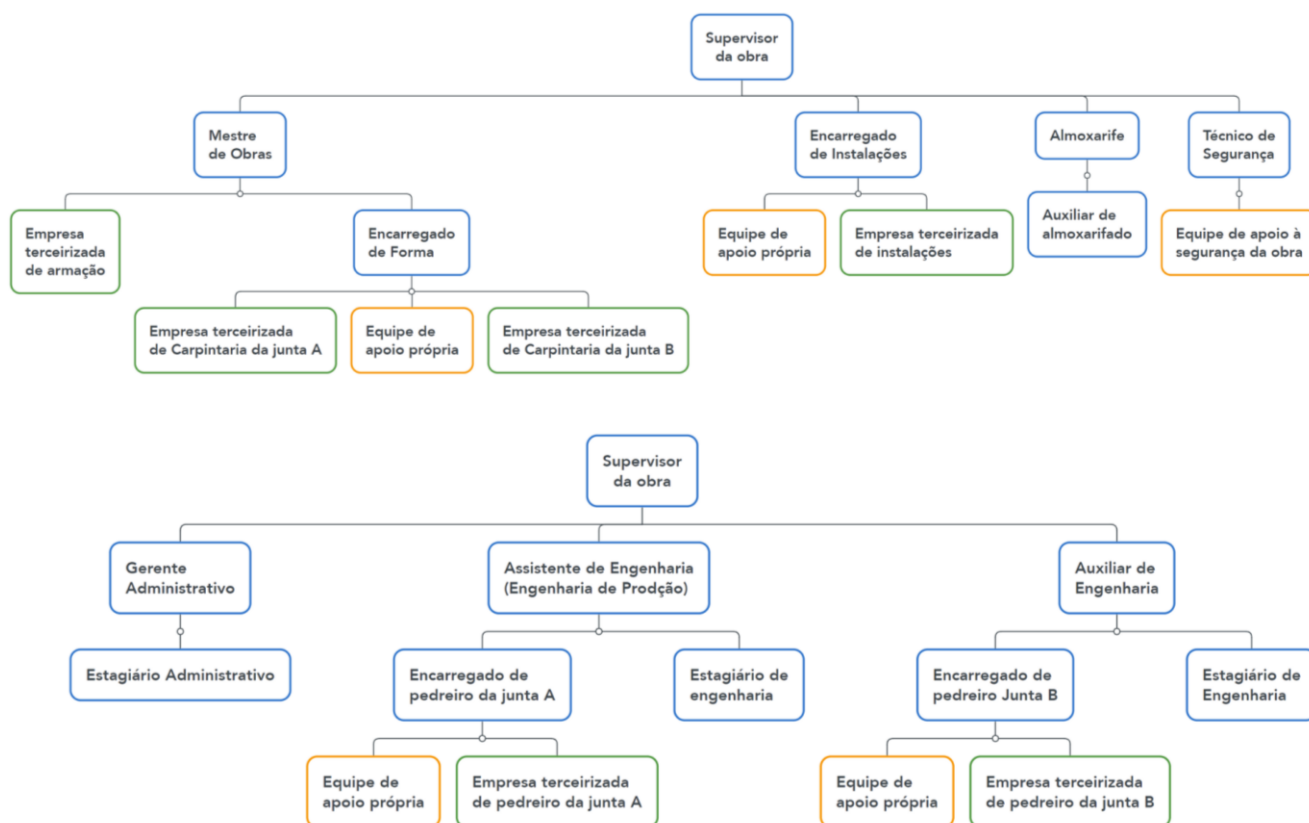 Supervisor
da obra
Mestre
de Obras
Encarregado
de Instalações
Almoxarife
Técnico de
Segurança
Empresa
terceirizada
de armação
Encarregado
de Forma
Equipe de
apoio própria
Empresa terceirizada
de instalações
Auxiliar de
almoxarifado
Equipe de apoio à
segurança da obra
Empresa terceirizada
de Carpintaria da junta A
Equipe de
apoio própria
Empresa terceirizada
de Carpintaria da junta B
Supervisor
da obra
Gerente
Administrativo
Assistente de Engenharia
(Engenharia de Prodção)
Auxiliar de
Engenharia
Estagiário Administrativo
Encarregado de
pedreiro da junta A
Estagiário de
engenharia
Encarregado de
pedreiro Junta B
Estagiário de
Engenharia
Equipe de
apoio própria
Empresa terceirizada
de pedreiro da junta A
Equipe de
apoio própria
Empresa terceirizada
de pedreiro da junta B